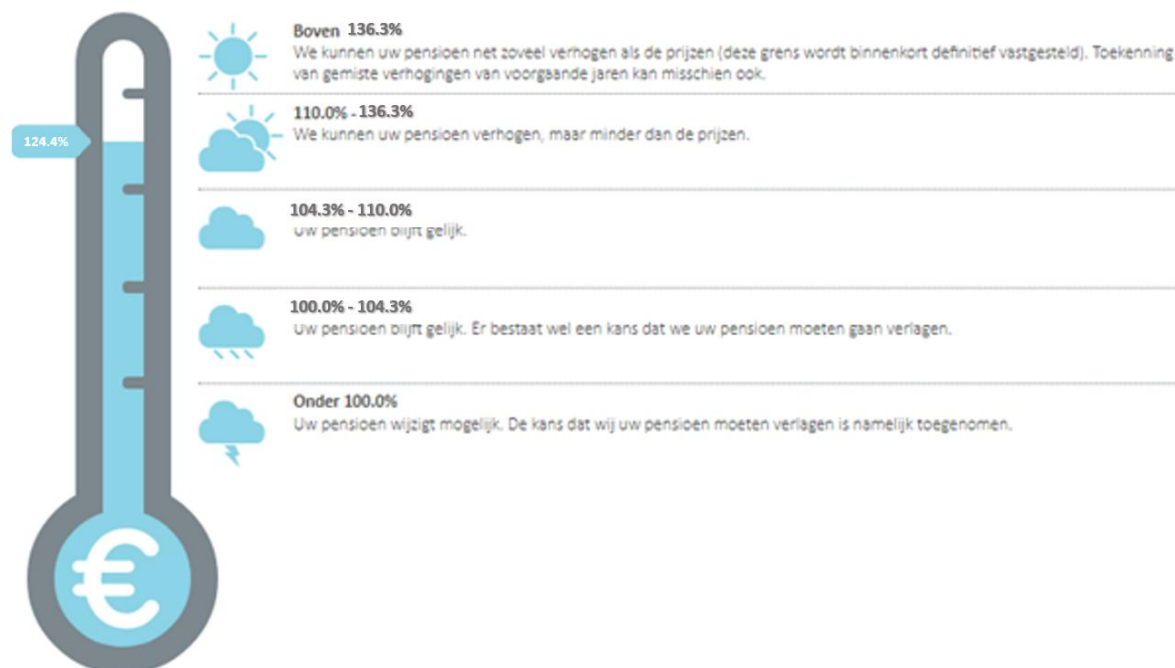 Boven 136.3%
We kunnen uw pensioen net zoveel verhogen als de prijzen (deze grens wordt binnenkort definitief vastgesteld). Toekenning
van gemiste verhogingen van voorgaande jaren kan misschien ook.
110.0% - 136.3%
We kunnen uw pensioen verhogen, maar minder dan de prijzen.
124.4%
104.3% - 110.0%
Uw pensioen blijft gelijk.
100.0% - 104.3%
Uw pensioen blijft gelijk. Er bestaat wel een kans dat we uw pensioen moeten gaan verlagen.
Onder 100.0%
Uw pensioen wijzigt mogelijk. De kans dat wij uw pensioen moeten verlagen is namelijk toegenomen.
€